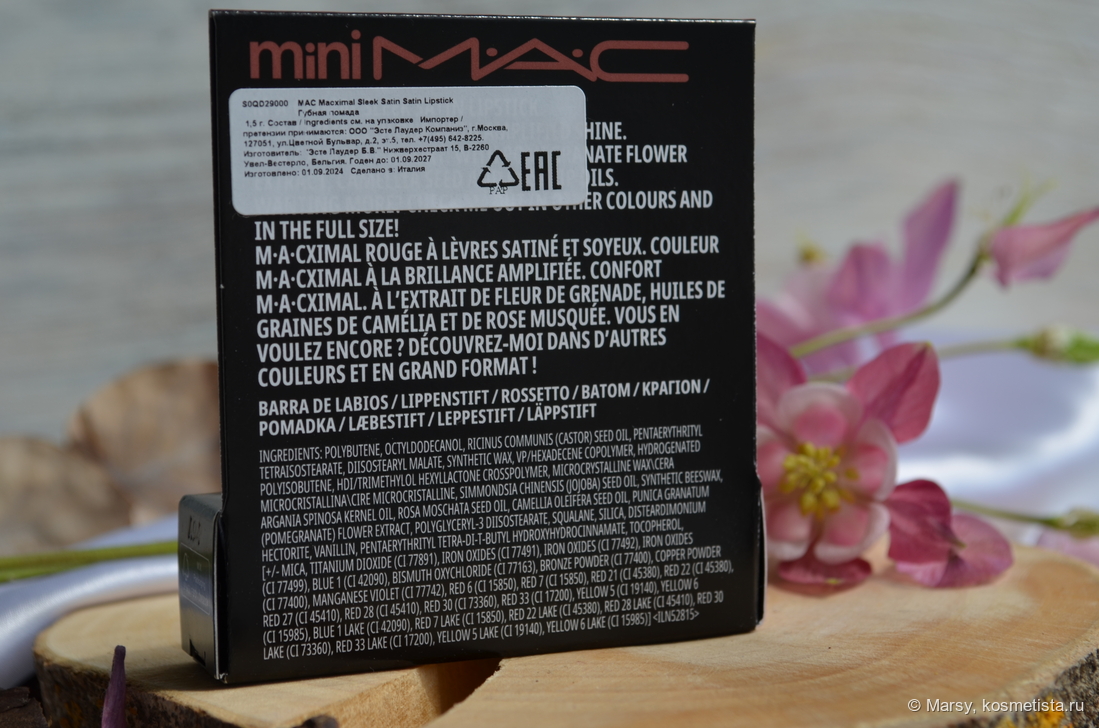 mini M·A·C
S0QD29000 MAC Macximal Sleek Satin Satin Lipstick
Губная помада
1,5 г. Состав / Ingredients см. на упаковке Импортер /
претензии принимаются: ООО "Эсте Лаудер Компаниз", г.Москва,
127051, ул.Цветной Бульвар, д.2, эт.5, тел. +7(495) 642-8225.
Изготовитель: "Эсте Лаудер Б.В." Нижверхестраат 15, B-2260
Увел-Вестерло, Бельгия. Годен до: 01.09.2027
Изготовлено: 01.09.2024 Сделано в: Италия
PAP EAC
HINE.
NATE FLOWER
OILS.
COLOURS AND
IN THE FULL SIZE!
M·A·CXIMAL ROUGE À LÈVRES SATINÉ ET SOYEUX. COULEUR
M·A·CXIMAL À LA BRILLANCE AMPLIFIÉE. CONFORT
M·A·CXIMAL. À L'EXTRAIT DE FLEUR DE GRENADE, HUILES DE
GRAINES DE CAMÉLIA ET DE ROSE MUSQUÉE. VOUS EN
VOULEZ ENCORE ? DÉCOUVREZ-MOI DANS D'AUTRES
COULEURS ET EN GRAND FORMAT !
BARRA DE LABIOS / LIPPENSTIFT / ROSSETTO / BATOM / ΚΡΑΓΙΟΝ /
POMADKA / LÆBESTIFT / LEPPESTIFT / LÄPPSTIFT
INGREDIENTS: POLYBUTENE, OCTYLDODECANOL, RICINUS COMMUNIS (CASTOR) SEED OIL, PENTAERYTHRITYL
TETRAISOSTEARATE, DIISOSTEARYL MALATE, SYNTHETIC WAX, VP/HEXADECENE COPOLYMER, HYDROGENATED
POLYISOBUTENE, HDI/TRIMETHYLOL HEXYLLACTONE CROSSPOLYMER, MICROCRYSTALLINE WAX\CERA
MICROCRISTALLINA\CIRE MICROCRISTALLINE, SIMMONDSIA CHINENSIS (JOJOBA) SEED OIL, SYNTHETIC BEESWAX,
ARGANIA SPINOSA KERNEL OIL, ROSA MOSCHATA SEED OIL, CAMELLIA OLEIFERA SEED OIL, PUNICA GRANATUM
(POMEGRANATE) FLOWER EXTRACT, POLYGLYCERYL-3 DIISOSTEARATE, SQUALANE, SILICA, DISTEARDIMONIUM
HECTORITE, VANILLIN, PENTAERYTHRITYL TETRA-DI-T-BUTYL HYDROXYHYDROCINNAMATE, TOCOPHEROL,
[+/- MICA, TITANIUM DIOXIDE (CI 77891), IRON OXIDES (CI 77491), IRON OXIDES (CI 77492), IRON OXIDES
(CI 77499), BLUE 1 (CI 42090), BISMUTH OXYCHLORIDE (CI 77163), BRONZE POWDER (CI 77400), COPPER POWDER
(CI 77400), MANGANESE VIOLET (CI 77742), RED 6 (CI 15850), RED 7 (CI 15850), RED 21 (CI 45380), RED 22 (CI 45380),
RED 27 (CI 45410), RED 28 (CI 45410), RED 30 (CI 73360), RED 33 (CI 17200), YELLOW 5 (CI 19140), YELLOW 6
(CI 15985), BLUE 1 LAKE (CI 42090), RED 7 LAKE (CI 15850), RED 22 LAKE (CI 45380), RED 28 LAKE (CI 45410), RED 30
LAKE (CI 73360), RED 33 LAKE (CI 17200), YELLOW 5 LAKE (CI 19140), YELLOW 6 LAKE (CI 15985)] <ILN52815>
© Marsy, kosmetista.ru